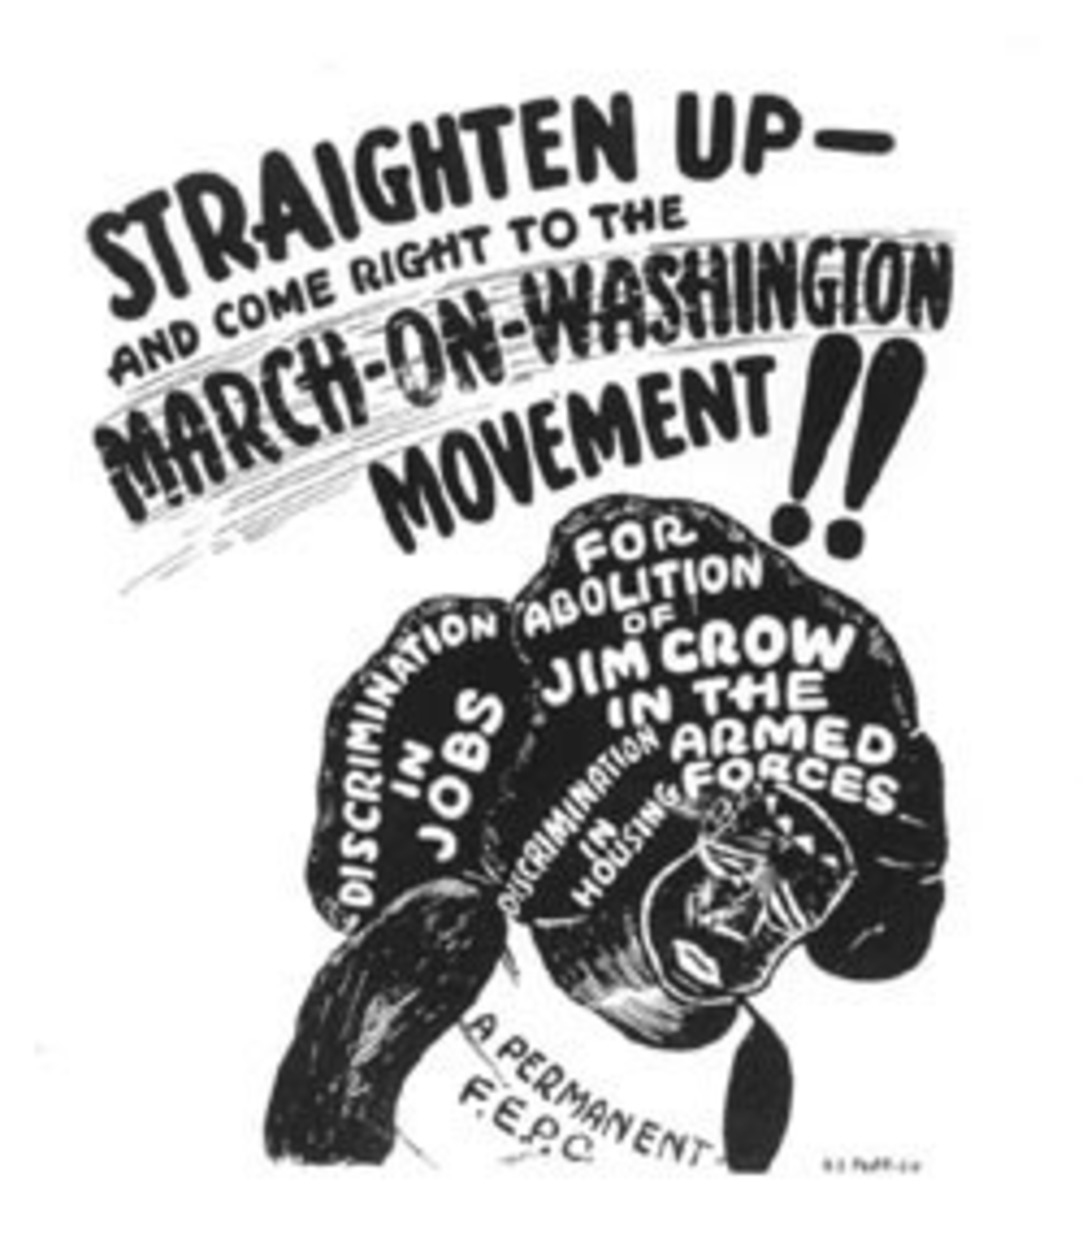 STRAIGHTEN UP—
AND COME RIGHT TO THE
MARCH-ON-WASHINGTON
MOVEMENT!!
FOR
ABOLITION
OF
JIM CROW
IN THE
ARMED
FORCES
DISCRIMINATION
IN
JOBS
DISCRIMINATION
IN
HOUSING
A PERMANENT
F.E.P.C.